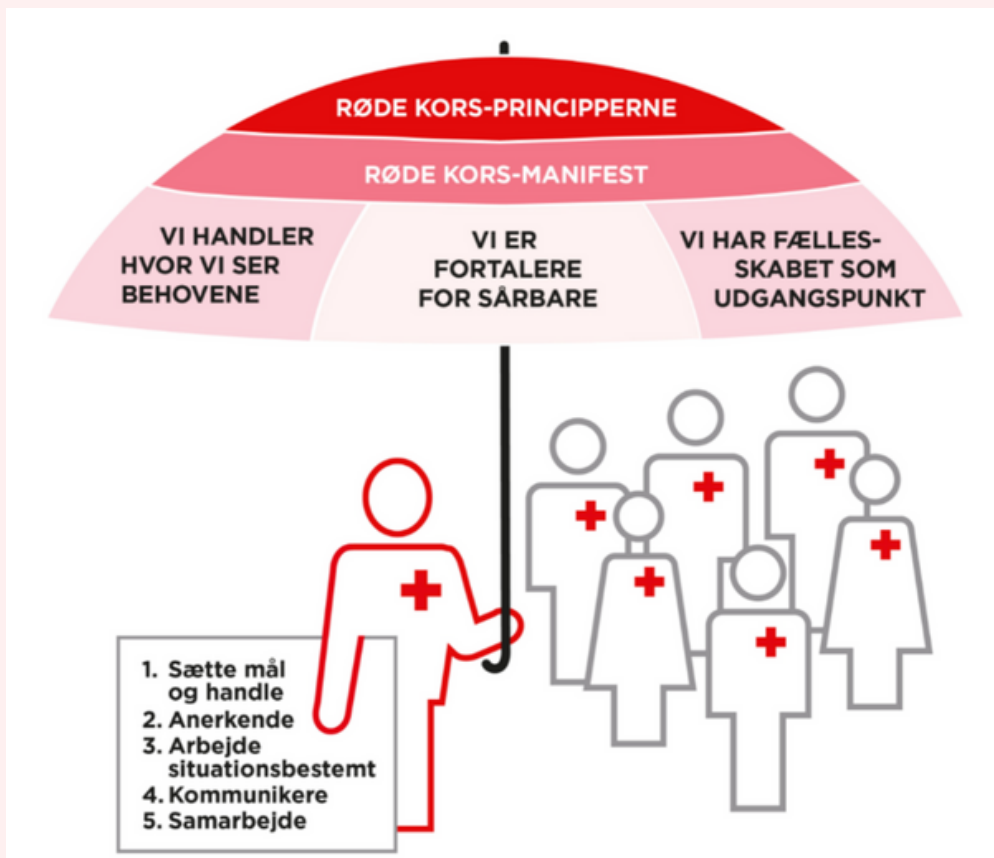 RØDE KORS-PRINCIPPERNE
RØDE KORS-MANIFEST
VI HANDLER
HVOR VI SER
BEHOVENE
VI ER
FORTALERE
FOR SÅRBARE
VI HAR FÆLLES-
SKABET SOM
UDGANGSPUNKT
1. Sætte mål
og handle
2. Anerkende
3. Arbejde
situationsbestemt
4. Kommunikere
5. Samarbejde